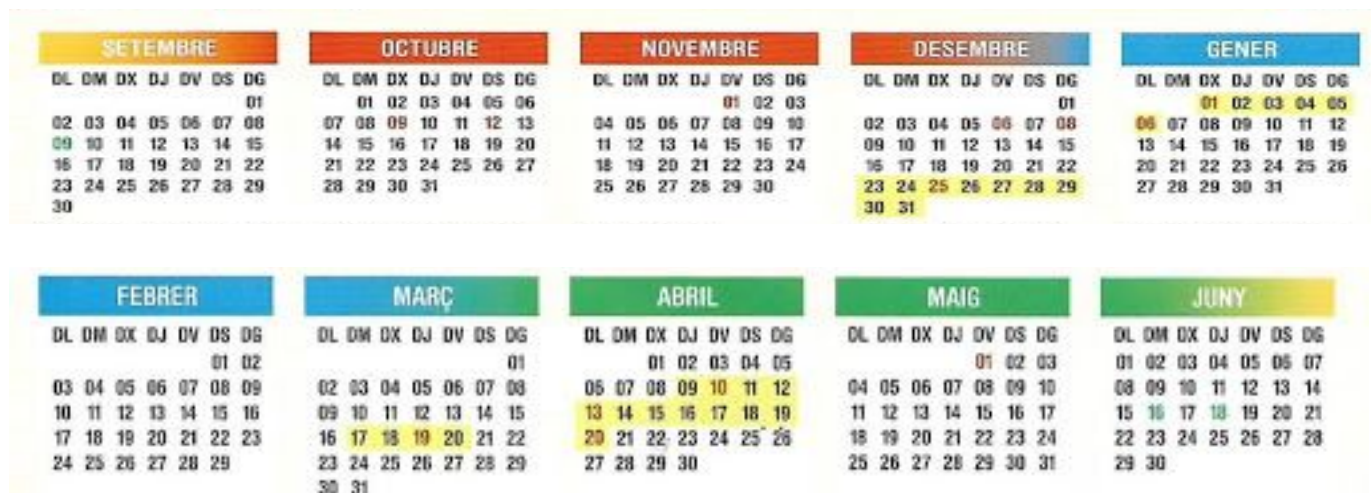 SETEMBRE OCTUBRE NOVEMBRE DESEMBRE GENER
DL DM DX DJ DV DS DG DL DM DX DJ DV DS DG DL DM DX DJ DV DS DG DL DM DX DJ DV DS DG DL DM DX DJ DV DS DG
01 01 02 03 04 05 06 01 02 03 01 01 02 03 04 05
02 03 04 05 06 07 08 07 08 09 10 11 12 13 04 05 06 07 08 09 10 02 03 04 05 06 07 08 06 07 08 09 10 11 12
09 10 11 12 13 14 15 14 15 16 17 18 19 20 11 12 13 14 15 16 17 09 10 11 12 13 14 15 13 14 15 16 17 18 19
16 17 18 19 20 21 22 21 22 23 24 25 26 27 18 19 20 21 22 23 24 16 17 18 19 20 21 22 20 21 22 23 24 25 26
23 24 25 26 27 28 29 28 29 30 31 25 26 27 28 29 30 23 24 25 26 27 28 29 27 28 29 30 31
30 30 31
FEBRER MARÇ ABRIL MAIG JUNY
DL DM DX DJ DV DS DG DL DM DX DJ DV DS DG DL DM DX DJ DV DS DG DL DM DX DJ DV DS DG DL DM DX DJ DV DS DG
01 02 01 01 02 03 04 05 01 02 03 01 02 03 04 05 06 07
03 04 05 06 07 08 09 02 03 04 05 06 07 08 06 07 08 09 10 11 12 04 05 06 07 08 09 10 08 09 10 11 12 13 14
10 11 12 13 14 15 16 09 10 11 12 13 14 15 13 14 15 16 17 18 19 11 12 13 14 15 16 17 15 16 17 18 19 20 21
17 18 19 20 21 22 23 16 17 18 19 20 21 22 20 21 22 23 24 25 26 18 19 20 21 22 23 24 22 23 24 25 26 27 28
24 25 26 27 28 29 23 24 25 26 27 28 29 27 28 29 30 25 26 27 28 29 30 31 29 30
30 31